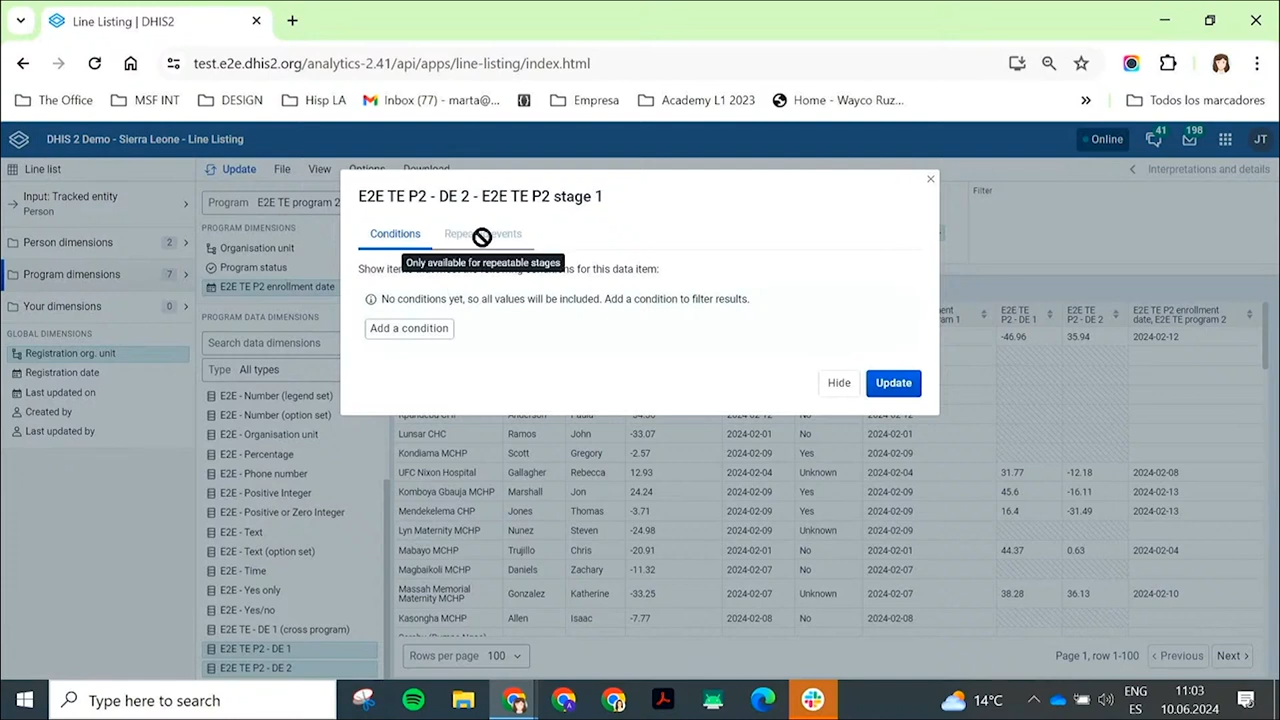 Line Listing | DHIS2
test.e2e.dhis2.org/analytics-2.41/api/apps/line-listing/index.html
The Office
MSF INT
DESIGN
Hisp LA
Inbox (77) - marta@...
Empresa
Academy L1 2023
Home - Wayco Ruz...
»
Todos los marcadores
DHIS 2 Demo - Sierra Leone - Line Listing
Online
41
198
JT
Line list
Update
File
View
Options
Download
Interpretations and details
Input: Tracked entity
Person
Person dimensions 2
Program dimensions 7
Your dimensions 0
GLOBAL DIMENSIONS
Registration org. unit
Registration date
Last updated on
Created by
Last updated by
Program E2E TE program 2
PROGRAM DIMENSIONS
Organisation unit
Program status
E2E TE P2 enrollment date
PROGRAM DATA DIMENSIONS
Search data dimensions
Type All types
E2E - Number (legend set)
E2E - Number (option set)
E2E - Organisation unit
E2E - Percentage
E2E - Phone number
E2E - Positive Integer
E2E - Positive or Zero Integer
E2E - Text
E2E - Text (option set)
E2E - Time
E2E - Yes only
E2E - Yes/no
E2E TE - DE 1 (cross program)
E2E TE P2 - DE 1
E2E TE P2 - DE 2
Filter
E2E TE P2 - DE 2 - E2E TE P2 stage 1
Conditions
events
Only available for repeatable stages
for this data item:
No conditions yet, so all values will be included. Add a condition to filter results.
Add a condition
Hide
Update
E2E TE P2 - DE 1
E2E TE P2 - DE 2
E2E TE P2 enrollment date, E2E TE program 2
-46.96 35.94 2024-02-12
Lunsar CHC Ramos John -33.07 2024-02-01 No 2024-02-01
Kondiama MCHP Scott Gregory -2.57 2024-02-09 Yes 2024-02-09
UFC Nixon Hospital Gallagher Rebecca 12.93 2024-02-04 Unknown 2024-02-04 31.77 -12.18 2024-02-08
Komboya Gbauja MCHP Marshall Jon 24.24 2024-02-09 Yes 2024-02-09 45.6 -16.11 2024-02-13
Mendekelema CHP Jones Thomas -3.71 2024-02-09 Yes 2024-02-09 16.4 -31.49 2024-02-13
Lyn Maternity MCHP Nunez Steven -24.98 2024-02-09 Unknown 2024-02-09
Mabayo MCHP Trujillo Chris -20.91 2024-02-01 No 2024-02-01 44.37 0.63 2024-02-04
Magbaikoli MCHP Daniels Zachary -11.32 2024-02-07 No 2024-02-07
Massah Memorial Maternity MCHP Gonzalez Katherine -33.25 2024-02-07 Unknown 2024-02-07 38.28 36.13 2024-02-10
Kasongha MCHP Allen Isaac -7.77 2024-02-08 No 2024-02-08
Rows per page 100
Page 1, row 1-100
Previous
Next
Type here to search
14°C
ENG
ES
11:03
10.06.2024